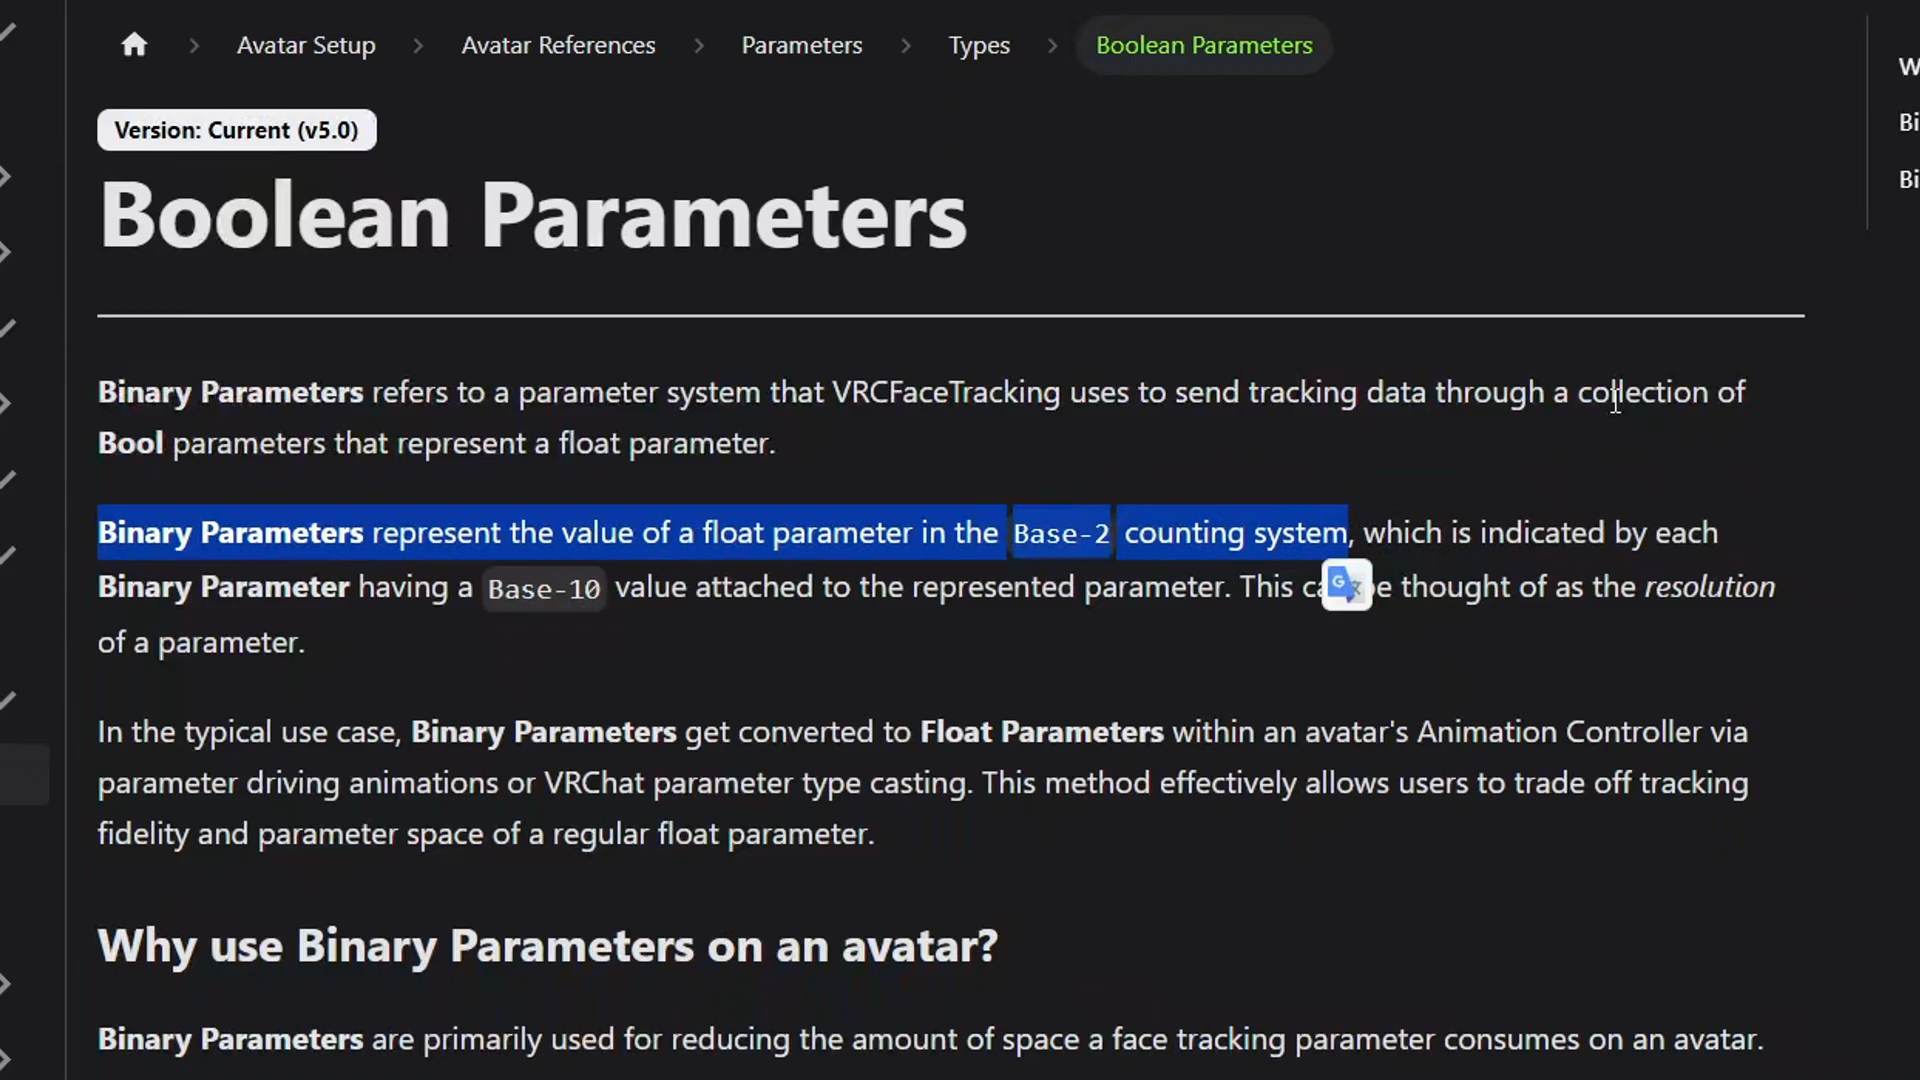 Avatar Setup > Avatar References > Parameters > Types > Boolean Parameters
Version: Current (v5.0)
Boolean Parameters
Binary Parameters refers to a parameter system that VRCFaceTracking uses to send tracking data through a collection of
Bool parameters that represent a float parameter.
Binary Parameters represent the value of a float parameter in the Base-2 counting system, which is indicated by each
Binary Parameter having a Base-10 value attached to the represented parameter. This be thought of as the resolution
of a parameter.
In the typical use case, Binary Parameters get converted to Float Parameters within an avatar's Animation Controller via
parameter driving animations or VRChat parameter type casting. This method effectively allows users to trade off tracking
fidelity and parameter space of a regular float parameter.
Why use Binary Parameters on an avatar?
Binary Parameters are primarily used for reducing the amount of space a face tracking parameter consumes on an avatar.